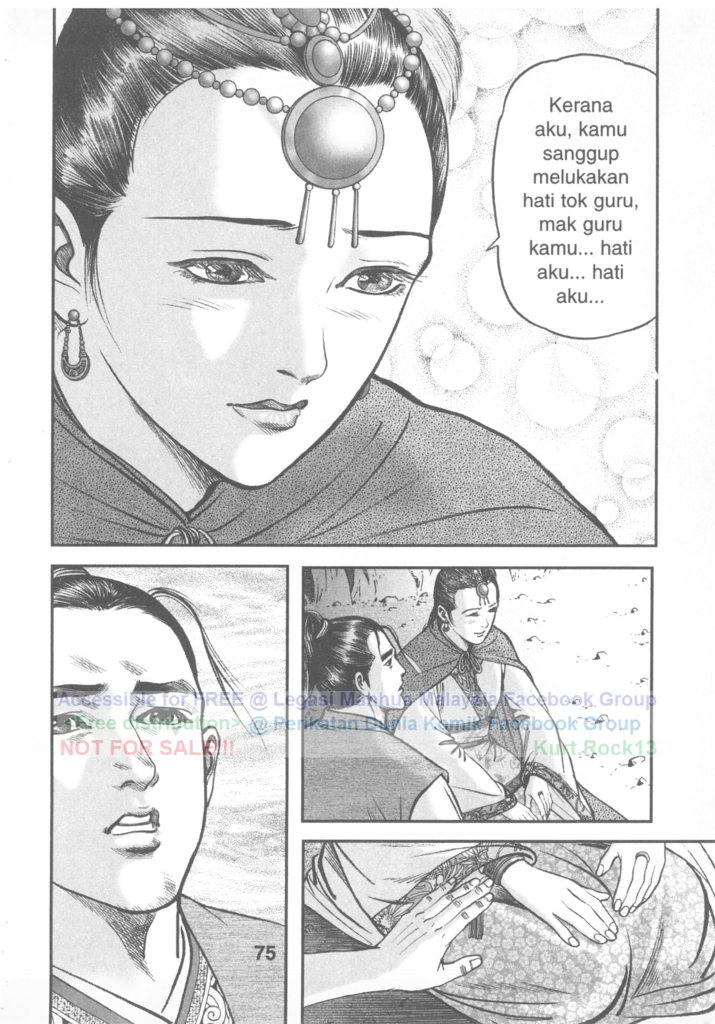 Kerana
aku, kamu
sanggup
melukakan
hati tok guru,
mak guru
kamu... hati
aku... hati
aku...
Accessible for FREE @ Legasi Manhua Malaysia Facebook Group
<Free distribution> @ Perikatan Dunia Komik Facebook Group
NOT FOR SALE!!! Kurt.Rock13
75